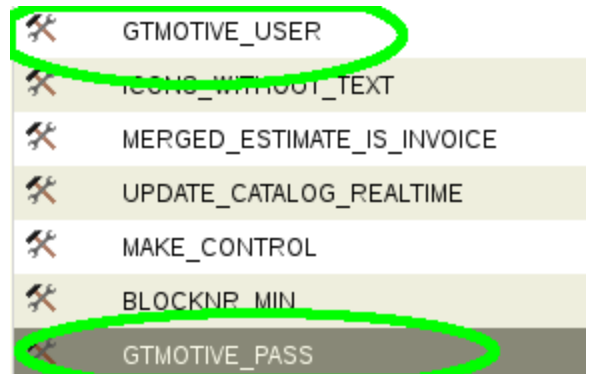 GTMOTIVE_USER
ICONS_WITHOUT_TEXT
MERGED_ESTIMATE_IS_INVOICE
UPDATE_CATALOG_REALTIME
MAKE_CONTROL
BLOCKNR_MIN
GTMOTIVE_PASS